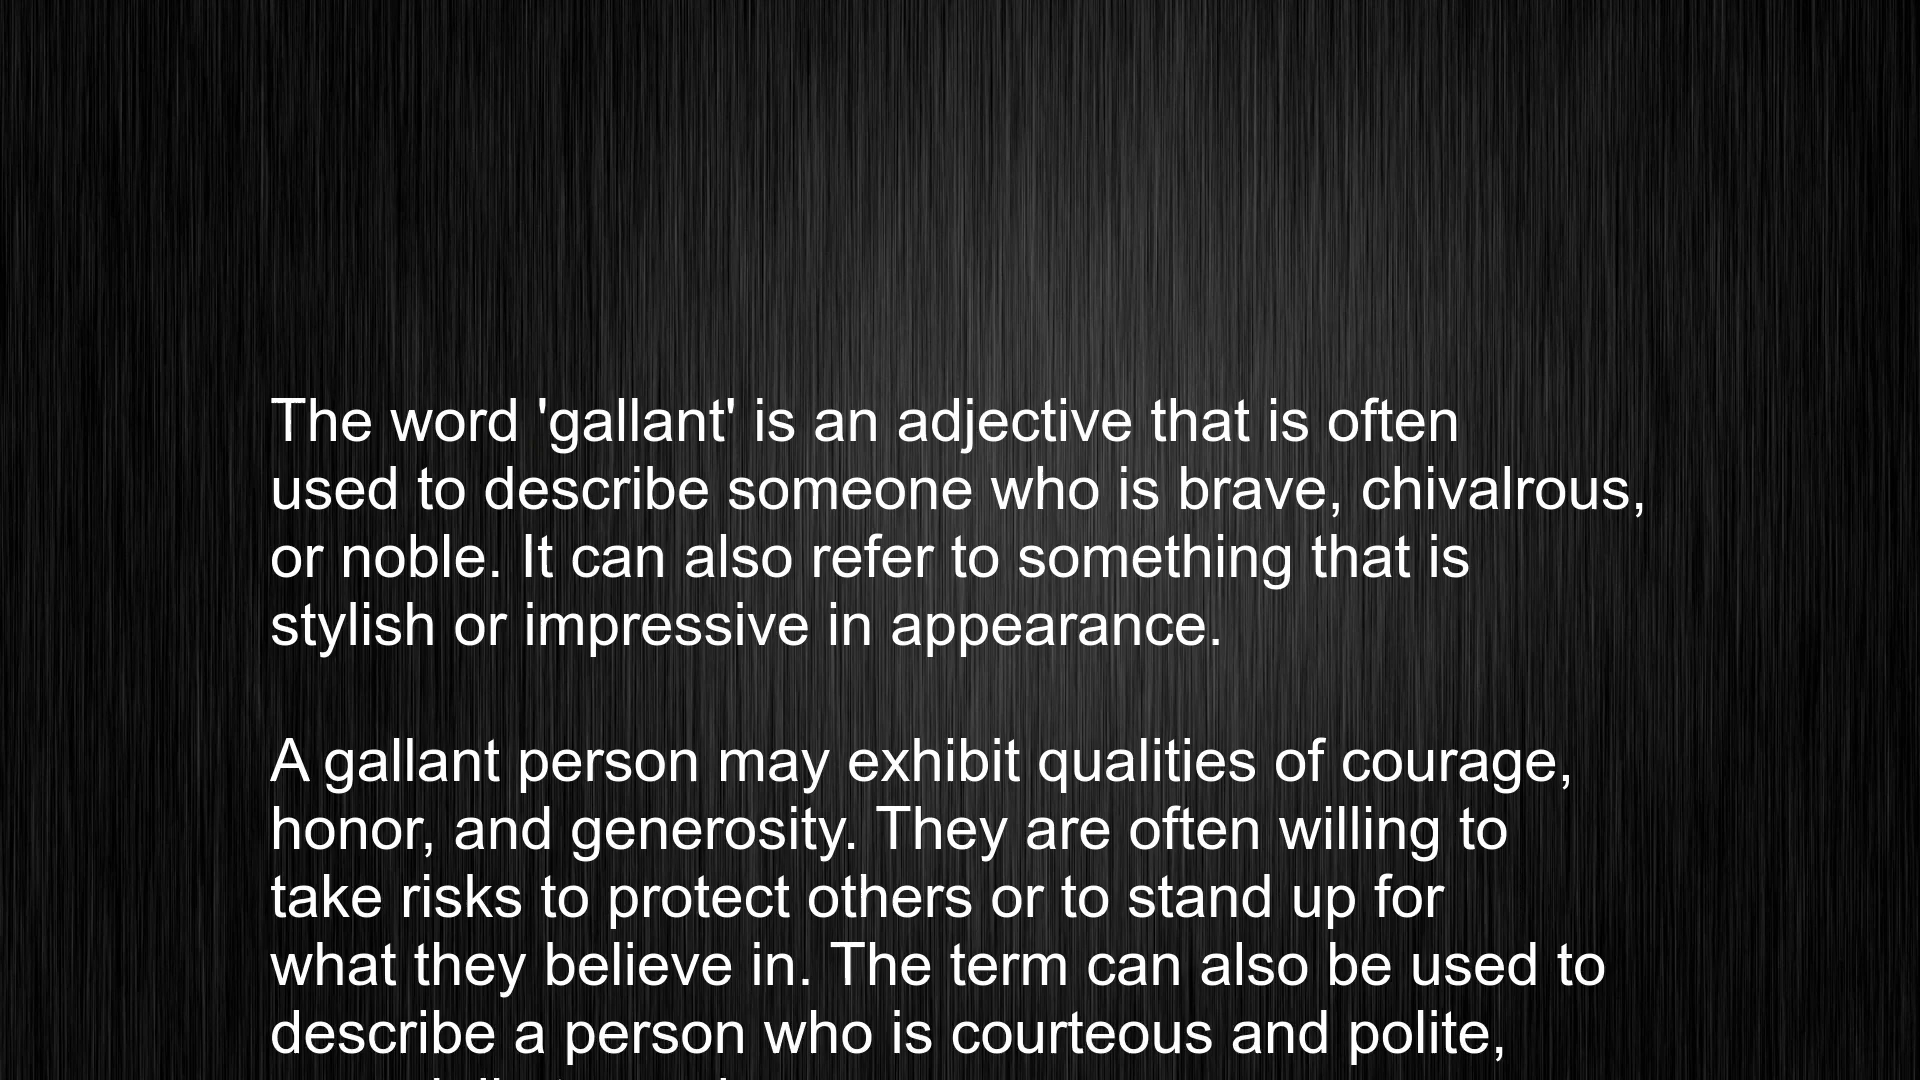 The word 'gallant' is an adjective that is often
used to describe someone who is brave, chivalrous,
or noble. It can also refer to something that is
stylish or impressive in appearance.
A gallant person may exhibit qualities of courage,
honor, and generosity. They are often willing to
take risks to protect others or to stand up for
what they believe in. The term can also be used to
describe a person who is courteous and polite,